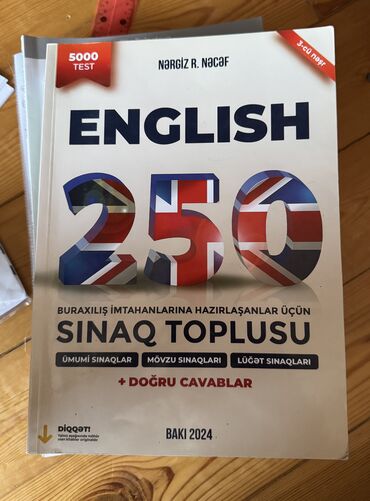 5000
TEST
NƏRGİZ R. NƏCƏF
3-cü nəşr
ENGLISH
250
BURAXILIŞ İMTAHANLARINA HAZIRLAŞANLAR ÜÇÜN
SINAQ TOPLUSU
ÜMUMİ SINAQLAR
MÖVZU SINAQLARI
LÜĞƏT SINAQLARI
+ DOĞRU CAVABLAR
DİQQƏT!
BAKI 2024